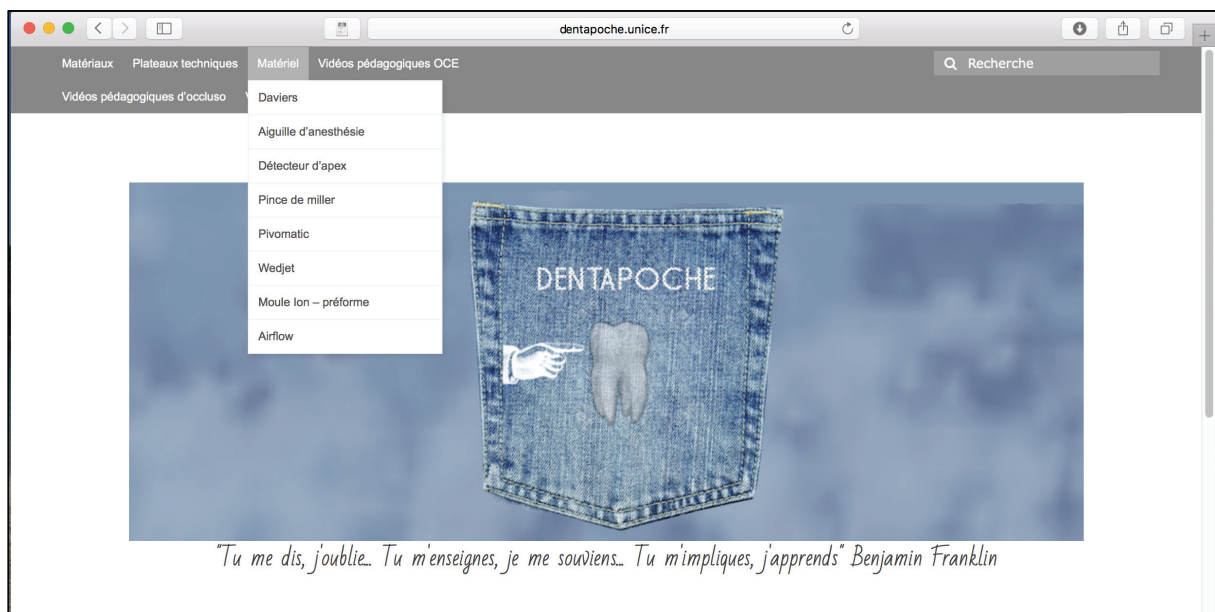 dentapoche.unice.fr
Matériaux Plateaux techniques Matériel Vidéos pédagogiques OCE
Recherche
Vidéos pédagogiques d'occluso
Daviers
Aiguille d'anesthésie
Détecteur d'apex
Pince de miller
Pivomatic
Wedjet
Moule Ion – préforme
Airflow
DENTAPOCHE
"Tu me dis, j'oublie... Tu m'enseignes, je me souviens... Tu m'impliques, j'apprends" Benjamin Franklin